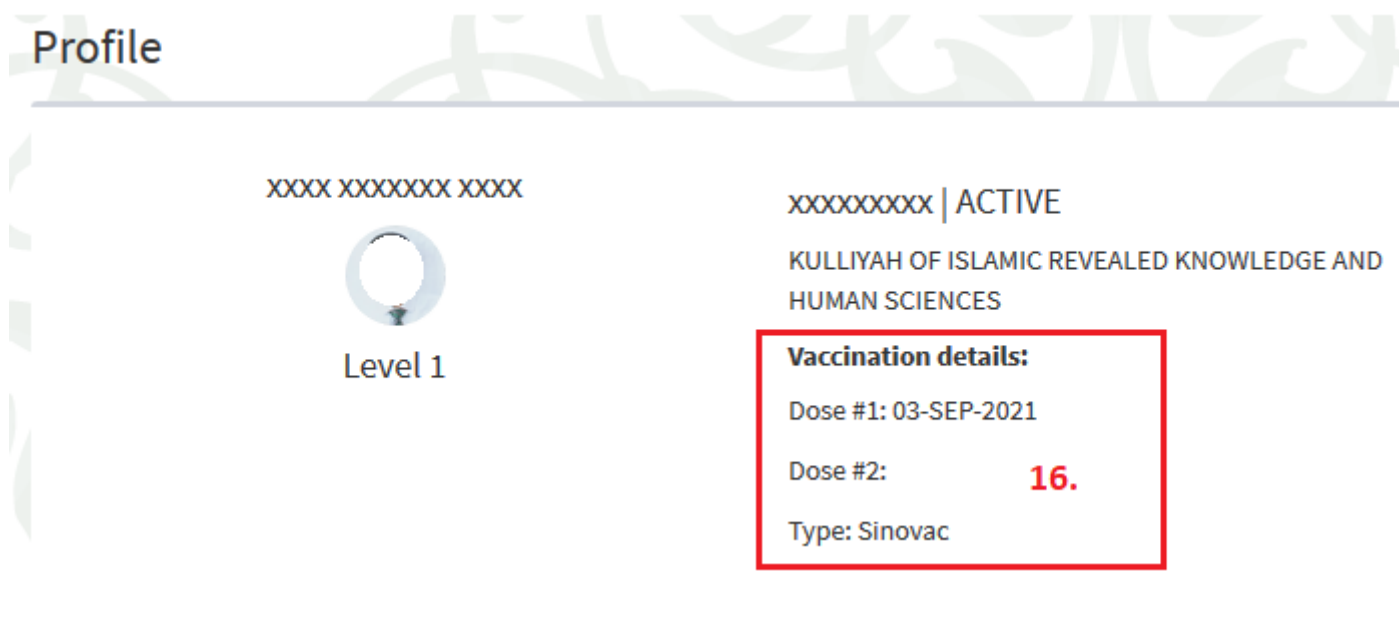 Profile
xxxx xxxxxxx xxxx
Level 1
xxxxxxxxx | ACTIVE
KULLIYAH OF ISLAMIC REVEALED KNOWLEDGE AND
HUMAN SCIENCES
Vaccination details:
Dose #1: 03-SEP-2021
Dose #2:
16.
Type: Sinovac